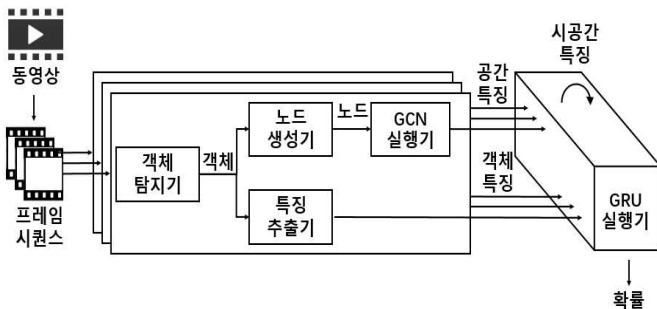 동영상
프레임
시퀀스
객체
탐지기
객체
노드
생성기
노드
GCN
실행기
특징
추출기
공간
특징
객체
특징
시공간
특징
GRU
실행기
확률